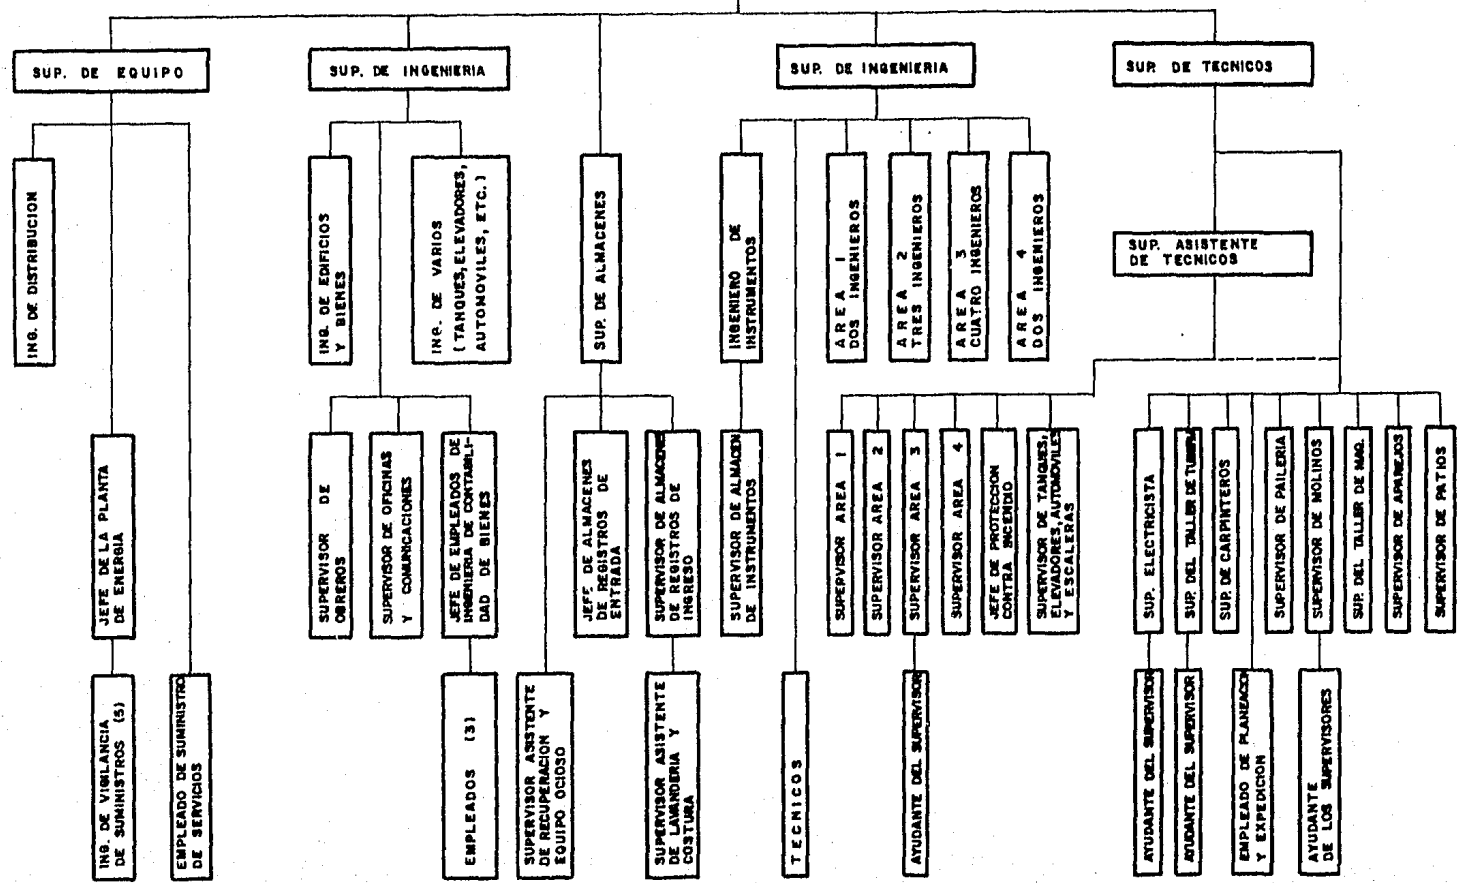 SUP. DE EQUIPO
SUP. DE INGENIERIA
SUP. DE INGENIERIA
SUP. DE TECNICOS
ING. DE DISTRIBUCION
ING. DE EDIFICIOS
Y BIENES
ING. DE VARIOS
(TANQUES, ELEVADORES,
AUTOMOVILES, ETC.)
SUP. DE ALMACENES
INGENIERO DE
INSTRUMENTOS
AREA 1
DOS INGENIEROS
AREA 2
TRES INGENIEROS
AREA 3
CUATRO INGENIEROS
AREA 4
DOS INGENIEROS
SUP. ASISTENTE
DE TECNICOS
JEFE DE LA PLANTA
DE ENERGIA
SUPERVISOR DE
OBREROS
SUPERVISOR DE OFICINAS
Y COMUNICACIONES
JEFE DE EMPLEADOS DE
INGENIERIA DE CONTABILI-
DAD DE BIENES
JEFE DE ALMACENES
DE REGISTROS DE
ENTRADA
SUPERVISOR DE ALMACENES
DE REGISTROS DE
INGRESO
SUPERVISOR DE ALMACEN
DE INSTRUMENTOS
SUPERVISOR AREA 1
SUPERVISOR AREA 2
SUPERVISOR AREA 3
SUPERVISOR AREA 4
JEFE DE PROTECCION
CONTRA INCENDIO
SUPERVISOR DE TANQUES,
ELEVADORES, AUTOMOVILES
Y ESCALERAS
SUP. ELECTRICISTA
SUP. DEL TALLER DE TUBERIA
SUP. DE CARPINTEROS
SUPERVISOR DE PAILERIA
SUPERVISOR DE MOLINOS
SUP. DEL TALLER DE MAQ.
SUPERVISOR DE APAREJOS
SUPERVISOR DE PATIOS
ING. DE VIGILANCIA
DE SUMINISTROS (5)
EMPLEADO DE SUMINISTRO
DE SERVICIOS
EMPLEADOS (3)
SUPERVISOR ASISTENTE
DE RECUPERACION Y
EQUIPO OCIOSO
SUPERVISOR ASISTENTE
DE LAVANDERIA Y
COSTURA
TECNICOS
AYUDANTE DEL SUPERVISOR
AYUDANTE DEL SUPERVISOR
AYUDANTE DEL SUPERVISOR
EMPLEADO DE PLANEACION
Y EXPEDICION
AYUDANTE
DE LOS SUPERVISORES